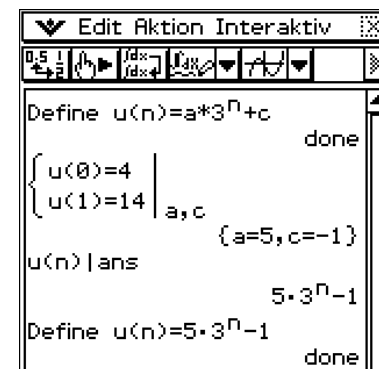 Edit Aktion Interaktiv
Define u(n)=a*3^n+c
done
{u(0)=4
u(1)=14|a,c
{a=5,c=-1}
u(n)|ans
5·3^n-1
Define u(n)=5·3^n-1
done